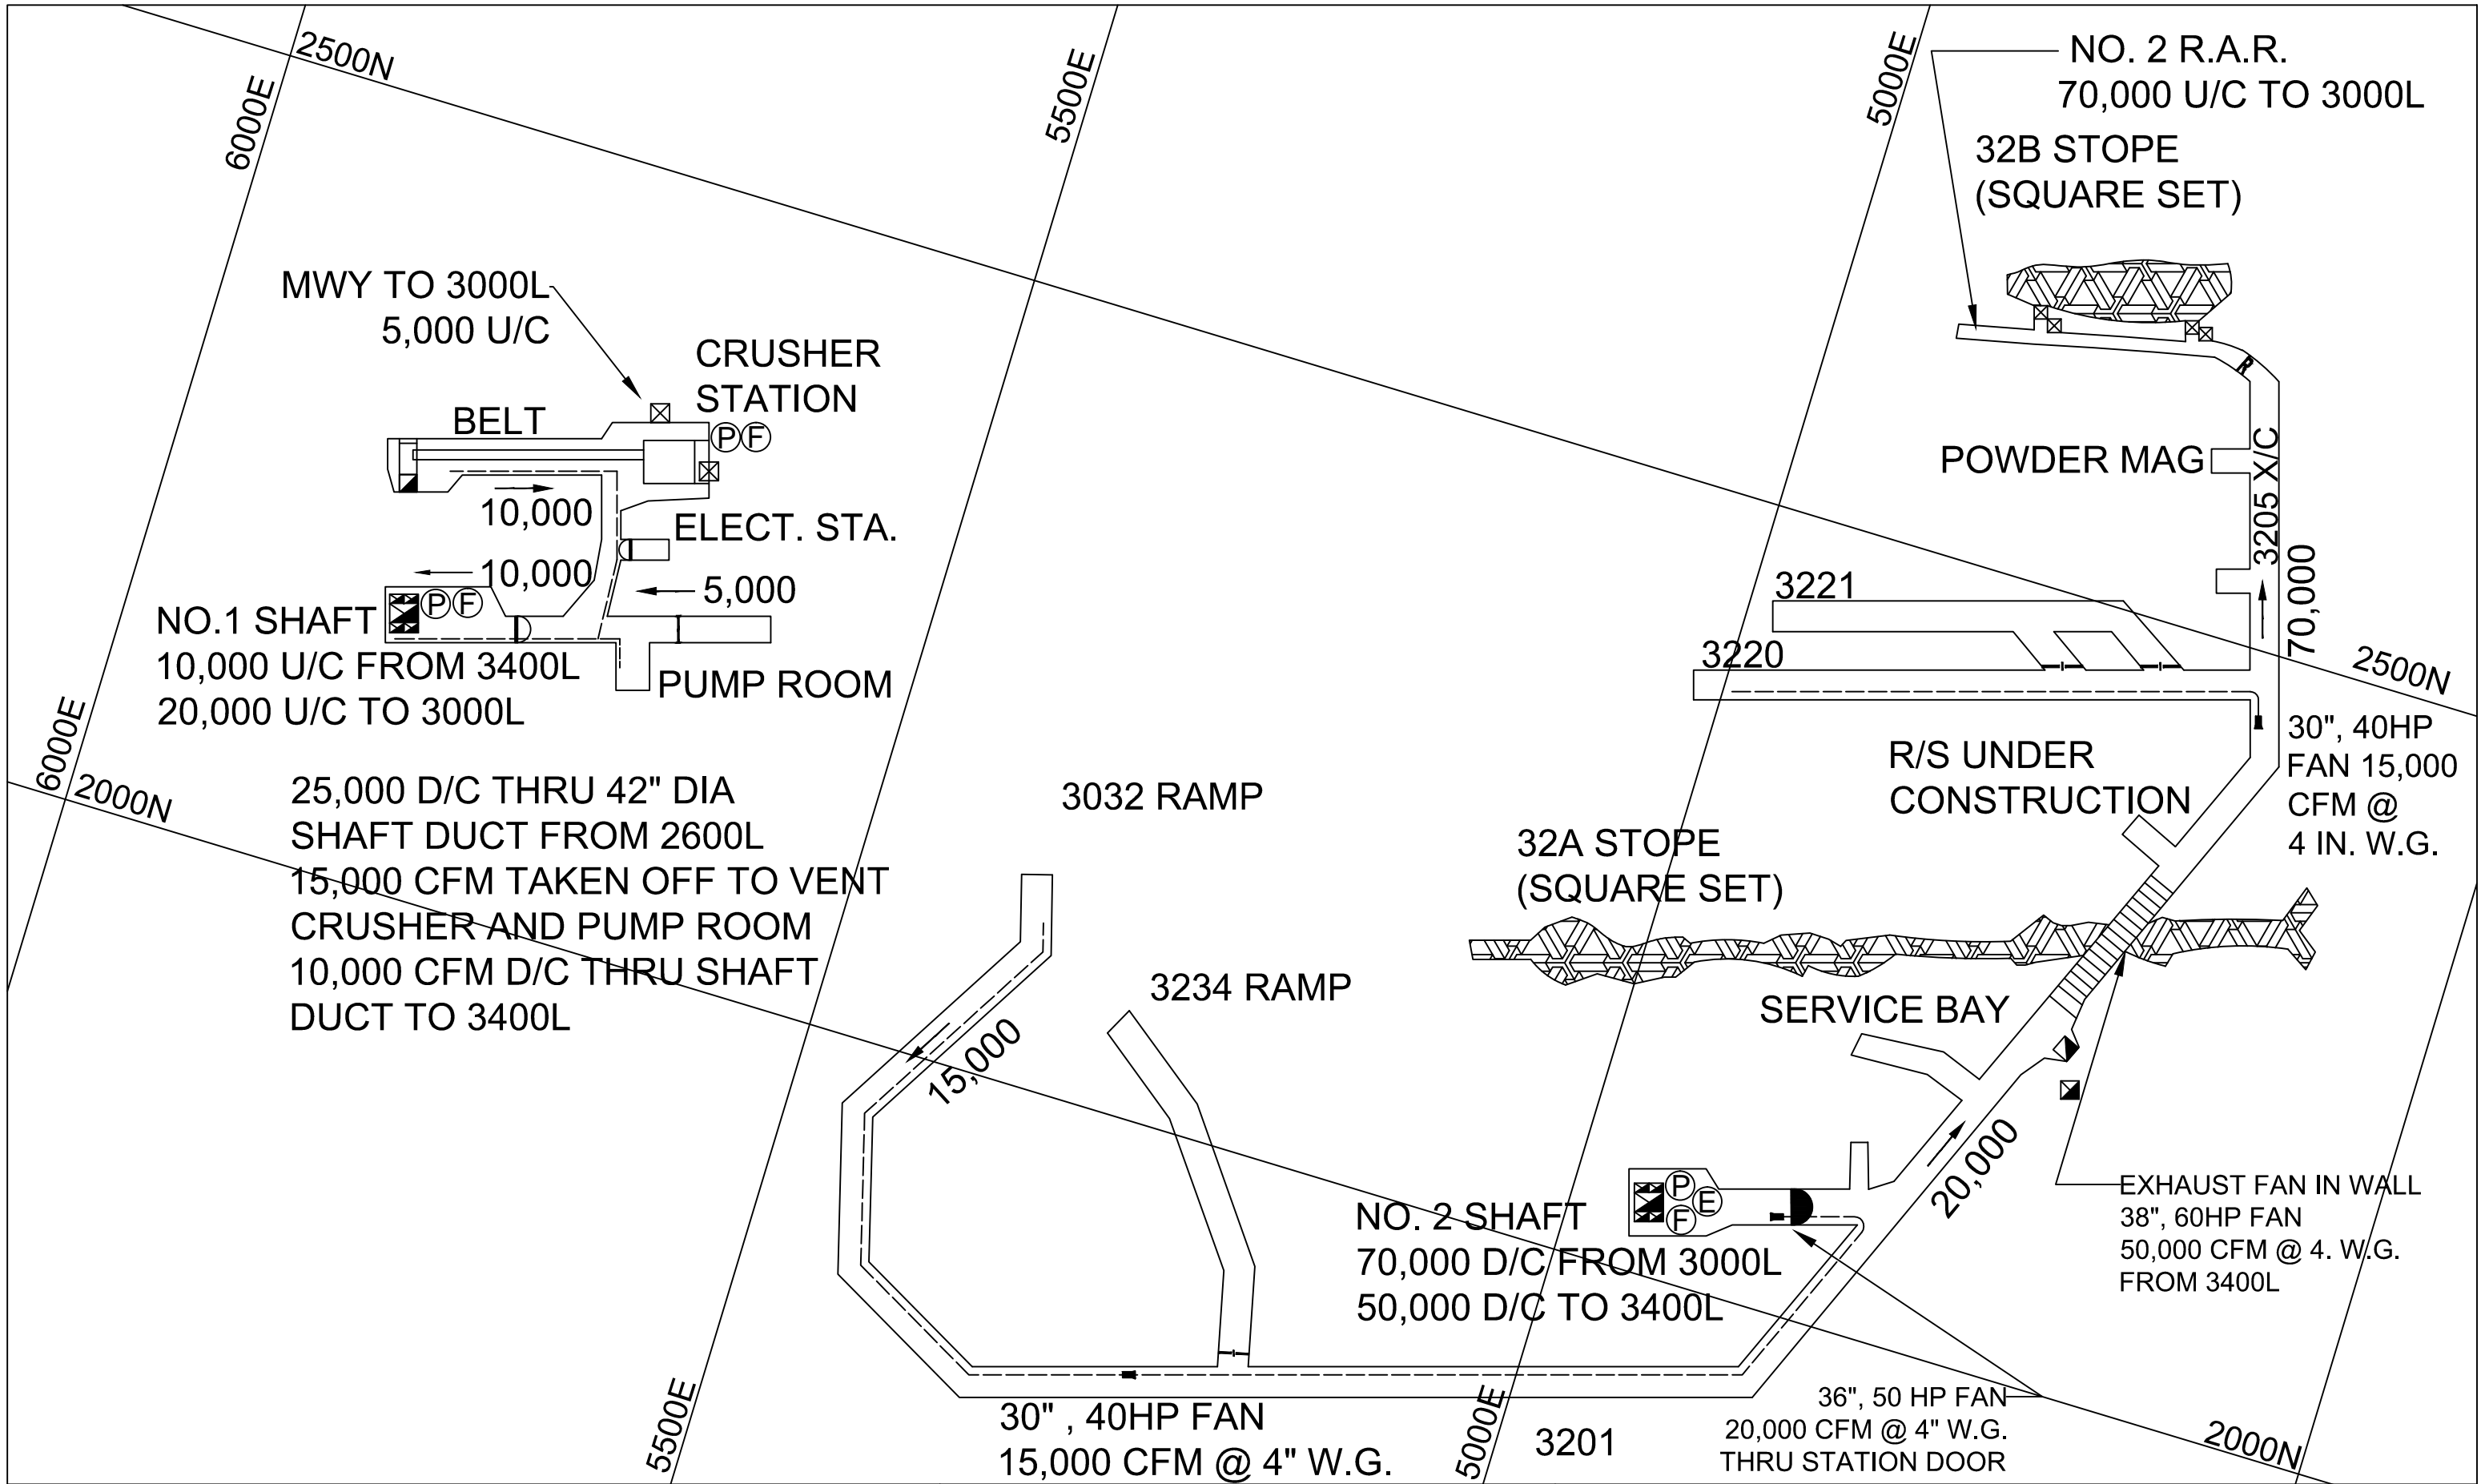 2500N
6000E
5500E
5000E
NO. 2 R.A.R.
70,000 U/C TO 3000L
32B STOPE
(SQUARE SET)
MWY TO 3000L
5,000 U/C
CRUSHER
STATION
BELT
P F
10,000
ELECT. STA.
10,000
5,000
P F
NO.1 SHAFT
10,000 U/C FROM 3400L
20,000 U/C TO 3000L
PUMP ROOM
6000E
2000N
25,000 D/C THRU 42" DIA
SHAFT DUCT FROM 2600L
15,000 CFM TAKEN OFF TO VENT
CRUSHER AND PUMP ROOM
10,000 CFM D/C THRU SHAFT
DUCT TO 3400L
R
POWDER MAG
3205 X/C
70,000
3221
3220
2500N
30", 40HP
FAN 15,000
CFM @
4 IN. W.G.
R/S UNDER
CONSTRUCTION
3032 RAMP
32A STOPE
(SQUARE SET)
3234 RAMP
SERVICE BAY
15,000
20,000
P
E
F
NO. 2 SHAFT
70,000 D/C FROM 3000L
50,000 D/C TO 3400L
EXHAUST FAN IN WALL
38", 60HP FAN
50,000 CFM @ 4. W.G.
FROM 3400L
5500E
30" , 40HP FAN
15,000 CFM @ 4" W.G.
5000E
3201
36", 50 HP FAN
20,000 CFM @ 4" W.G.
THRU STATION DOOR
2000N